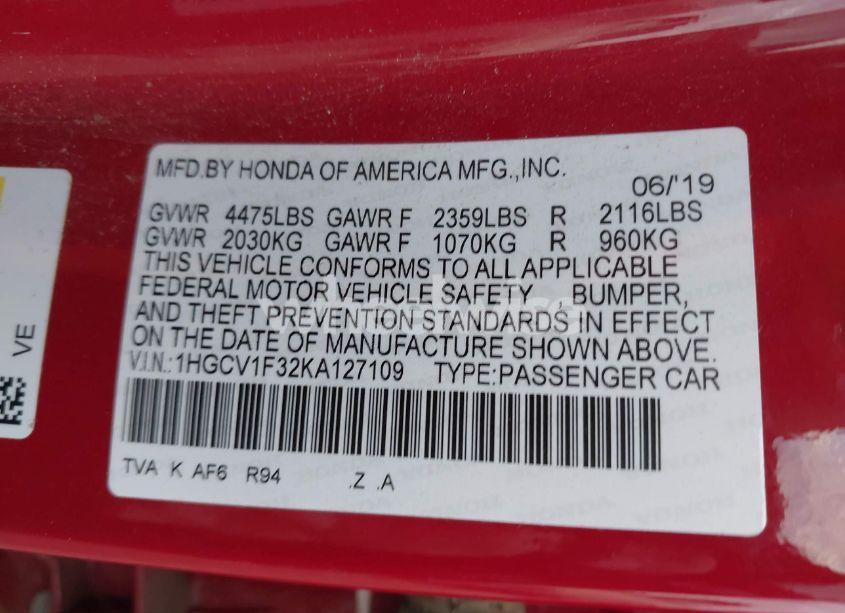 MFD.BY HONDA OF AMERICA MFG.,INC.
06/'19
GVWR 4475LBS GAWR F 2359LBS R 2116LBS
GVWR 2030KG GAWR F 1070KG R 960KG
THIS VEHICLE CONFORMS TO ALL APPLICABLE
FEDERAL MOTOR VEHICLE SAFETY , BUMPER,
AND THEFT PREVENTION STANDARDS IN EFFECT
ON THE DATE OF MANUFACTURE SHOWN ABOVE.
V.I.N.:1HGCV1F32KA127109 TYPE:PASSENGER CAR
TVA K AF6 R94 .Z .A
VE